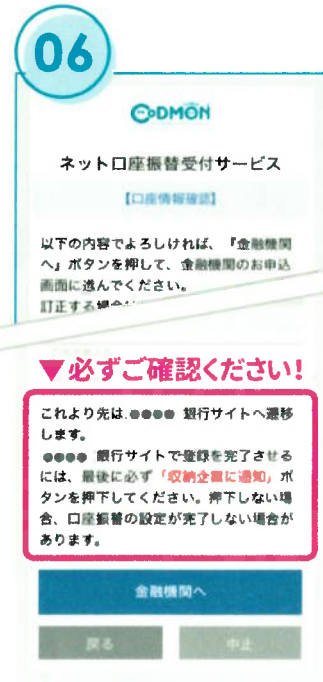 06
CoDMON
ネット口座振替受付サービス
【口座情報確認】
以下の内容でよろしければ、『金融機関
へ』ボタンを押して、金融機関のお申込
画面に進んでください。
訂正する場合は
▼必ずご確認ください!
これより先は、●●●● 銀行サイトへ遷移
します。
●●●● 銀行サイトで登録を完了させる
には、最後に必ず「収納企業に通知」ボ
タンを押下してください。押下しない場
合、口座振替の設定が完了しない場合が
あります。
金融機関へ
戻る
中止